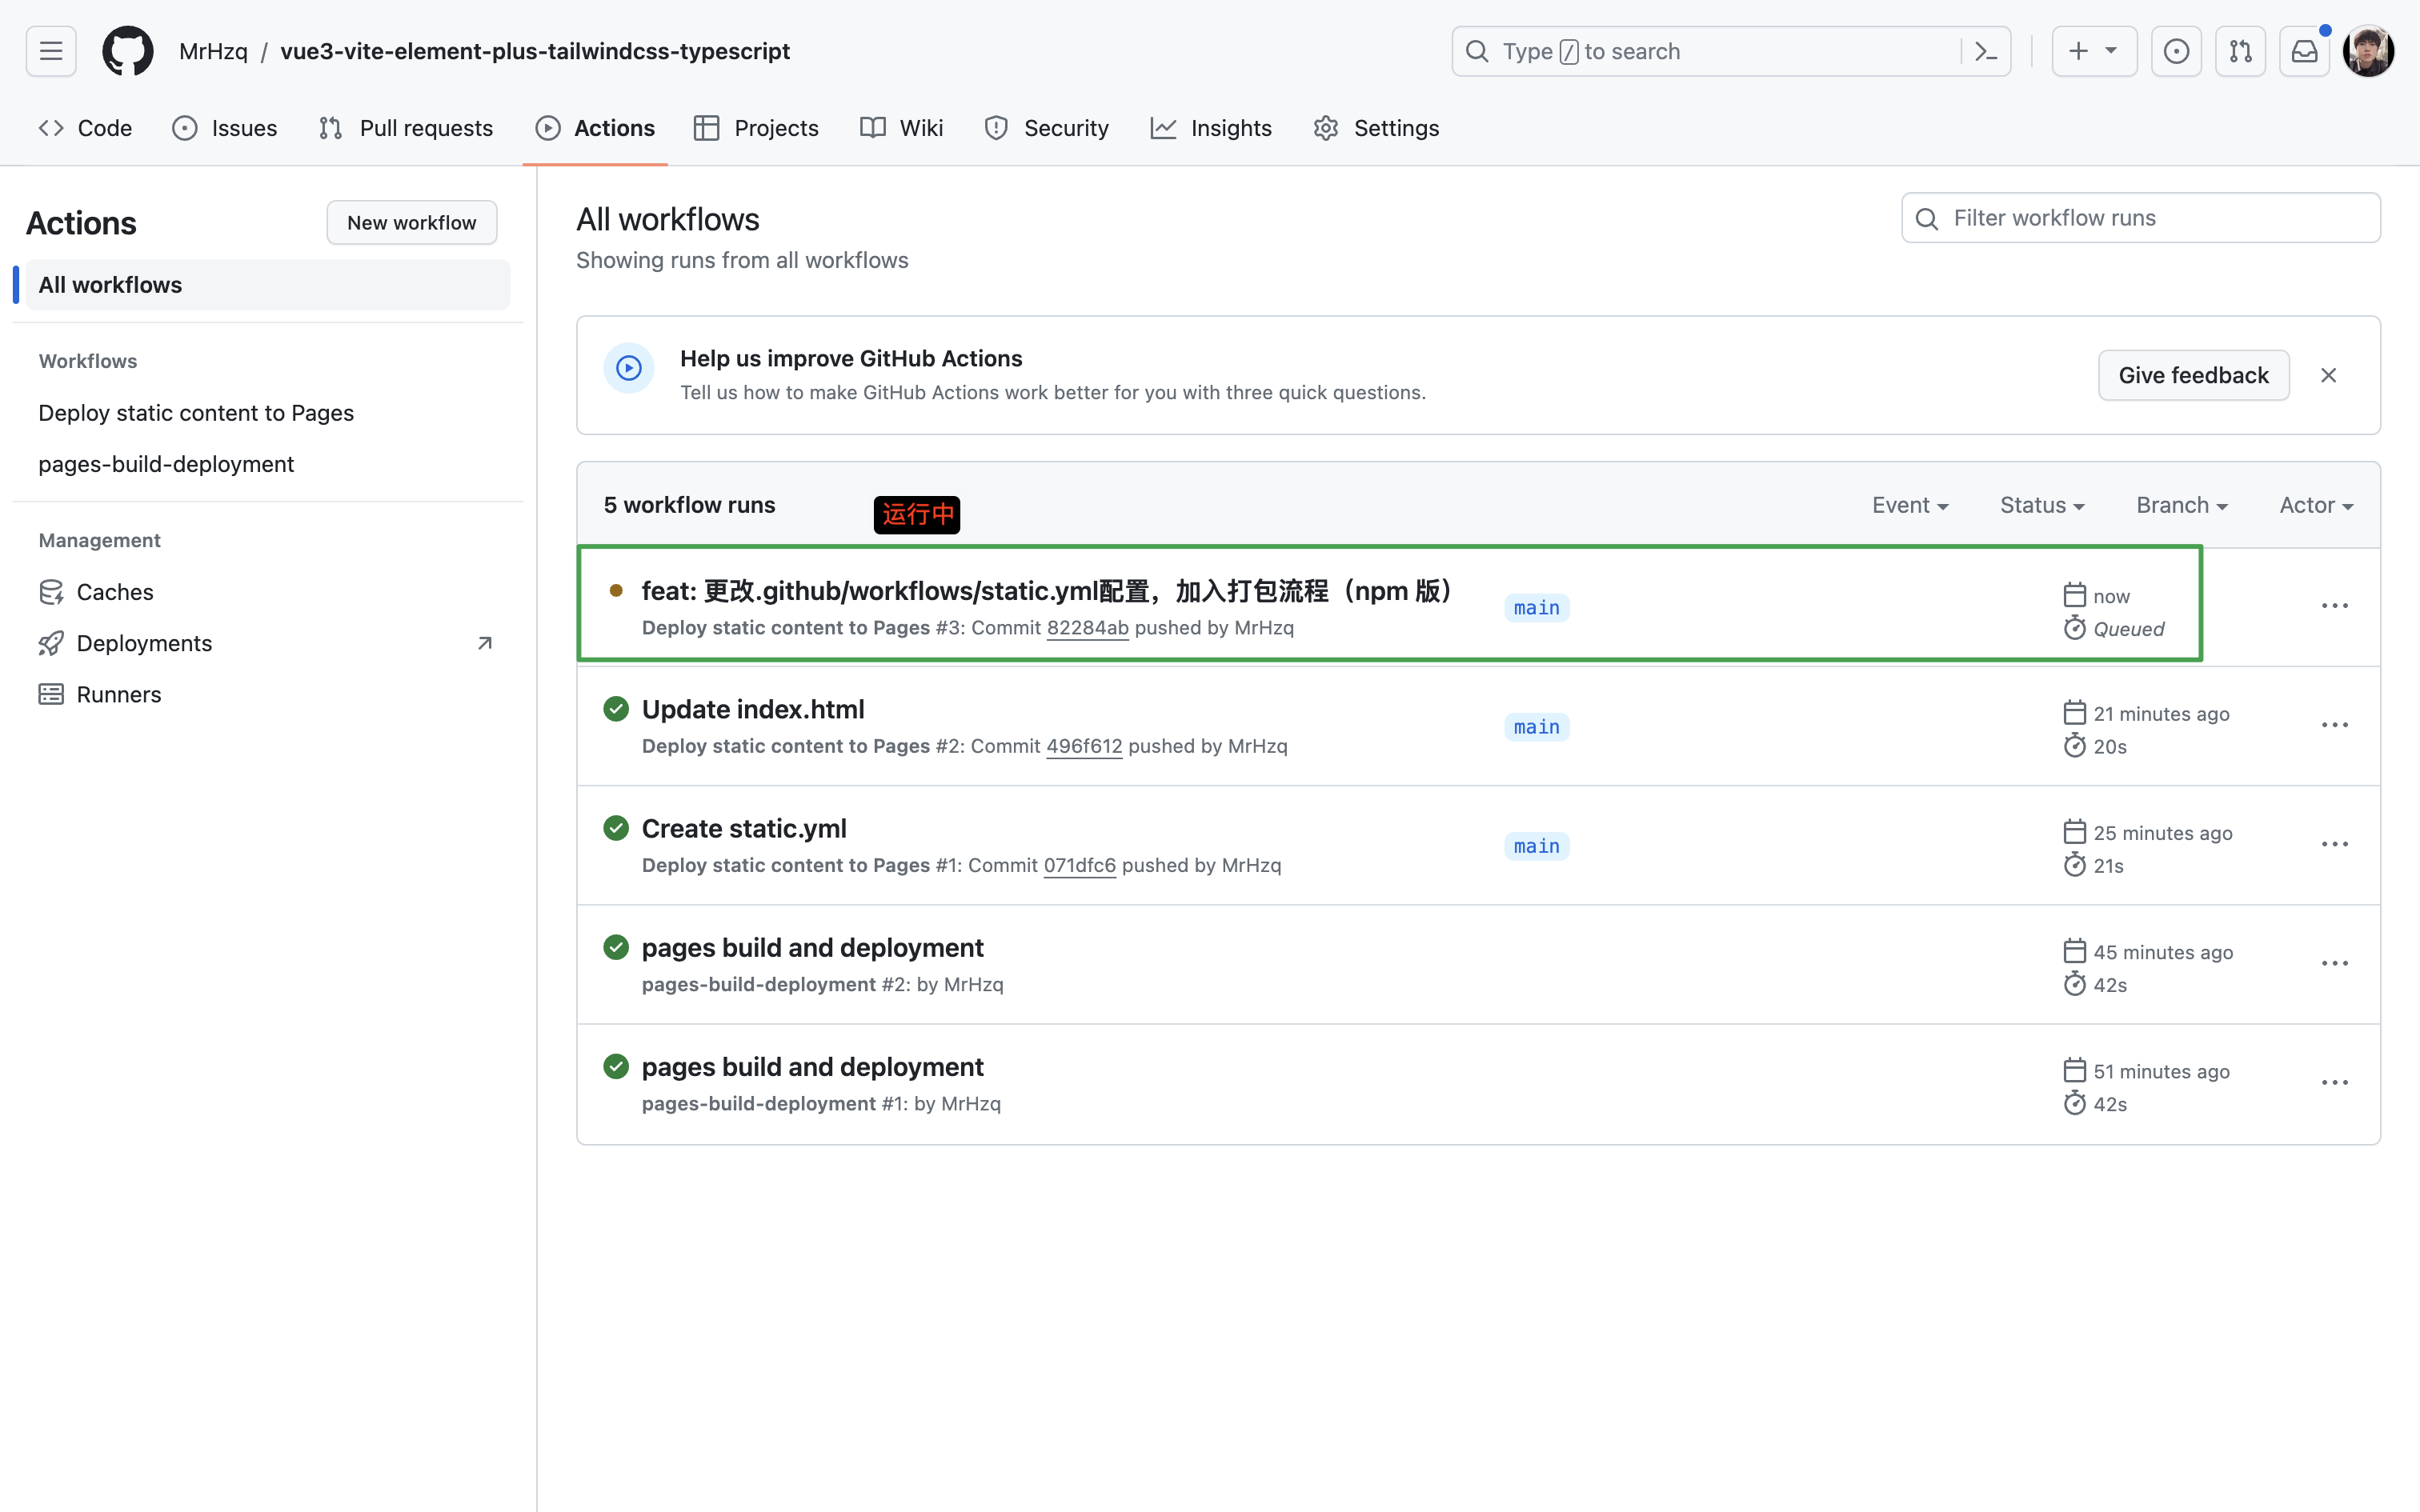 MrHzq / vue3-vite-element-plus-tailwindcss-typescript
Type / to search
Code
Issues
Pull requests
Actions
Projects
Wiki
Security
Insights
Settings
Actions
New workflow
All workflows
Workflows
Deploy static content to Pages
pages-build-deployment
Management
Caches
Deployments
Runners
All workflows
Showing runs from all workflows
Filter workflow runs
Help us improve GitHub Actions
Tell us how to make GitHub Actions work better for you with three quick questions.
Give feedback
5 workflow runs
运行中
Event
Status
Branch
Actor
feat: 更改.github/workflows/static.yml配置，加入打包流程（npm 版）
Deploy static content to Pages #3: Commit 82284ab pushed by MrHzq
main
now
Queued
Update index.html
Deploy static content to Pages #2: Commit 496f612 pushed by MrHzq
main
21 minutes ago
20s
Create static.yml
Deploy static content to Pages #1: Commit 071dfc6 pushed by MrHzq
main
25 minutes ago
21s
pages build and deployment
pages-build-deployment #2: by MrHzq
45 minutes ago
42s
pages build and deployment
pages-build-deployment #1: by MrHzq
51 minutes ago
42s